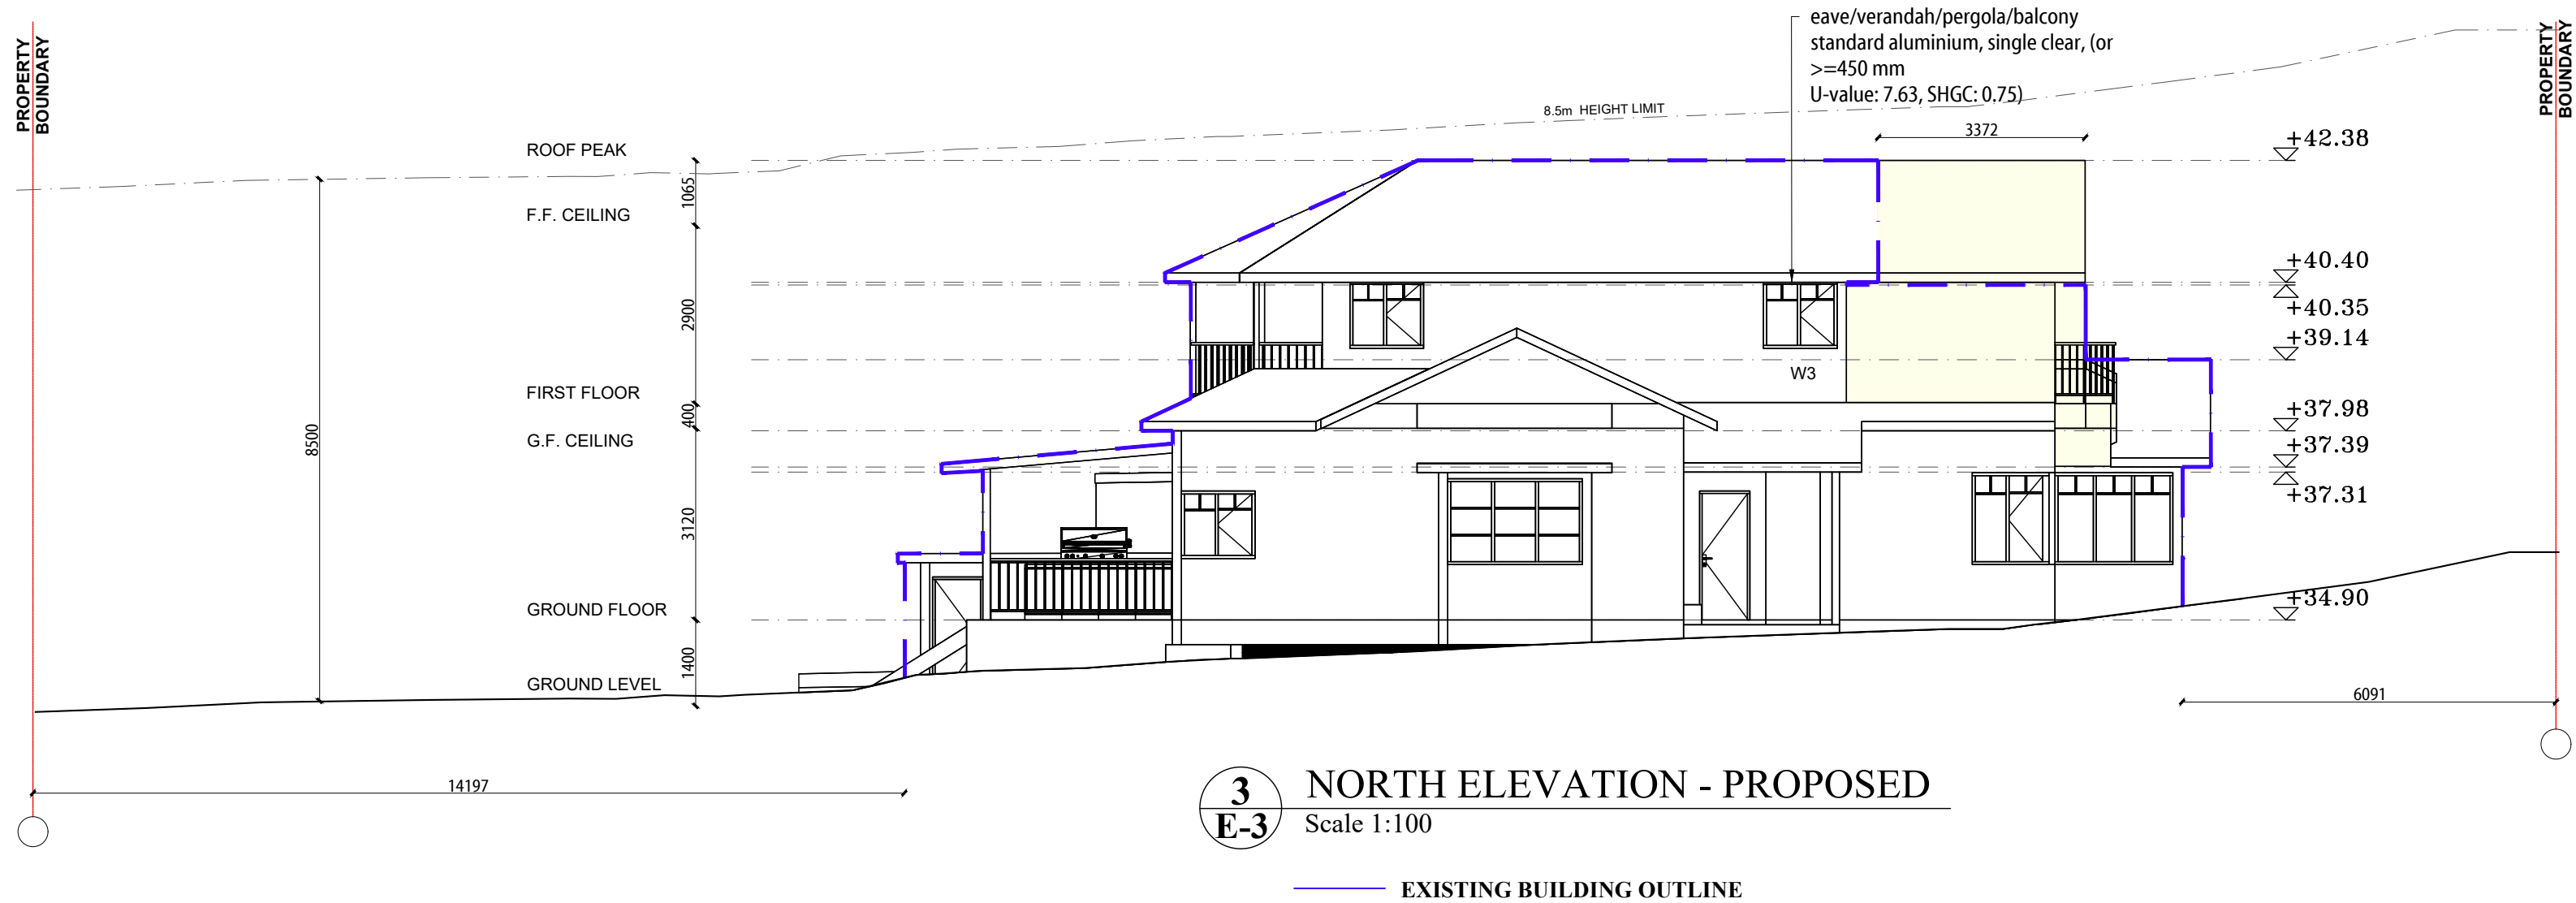 PROPERTY
BOUNDARY
eave/verandah/pergola/balcony
standard aluminium, single clear, (or
>=450 mm
U-value: 7.63, SHGC: 0.75)
PROPERTY
BOUNDARY
8.5m HEIGHT LIMIT
3372
ROOF PEAK
+42.38
1065
F.F. CEILING
+40.40
2900
+40.35
+39.14
W3
FIRST FLOOR
400
+37.98
G.F. CEILING
8500
+37.39
+37.31
3120
GROUND FLOOR
+34.90
1400
GROUND LEVEL
6091
14197
3
E-3
NORTH ELEVATION - PROPOSED
Scale 1:100
EXISTING BUILDING OUTLINE